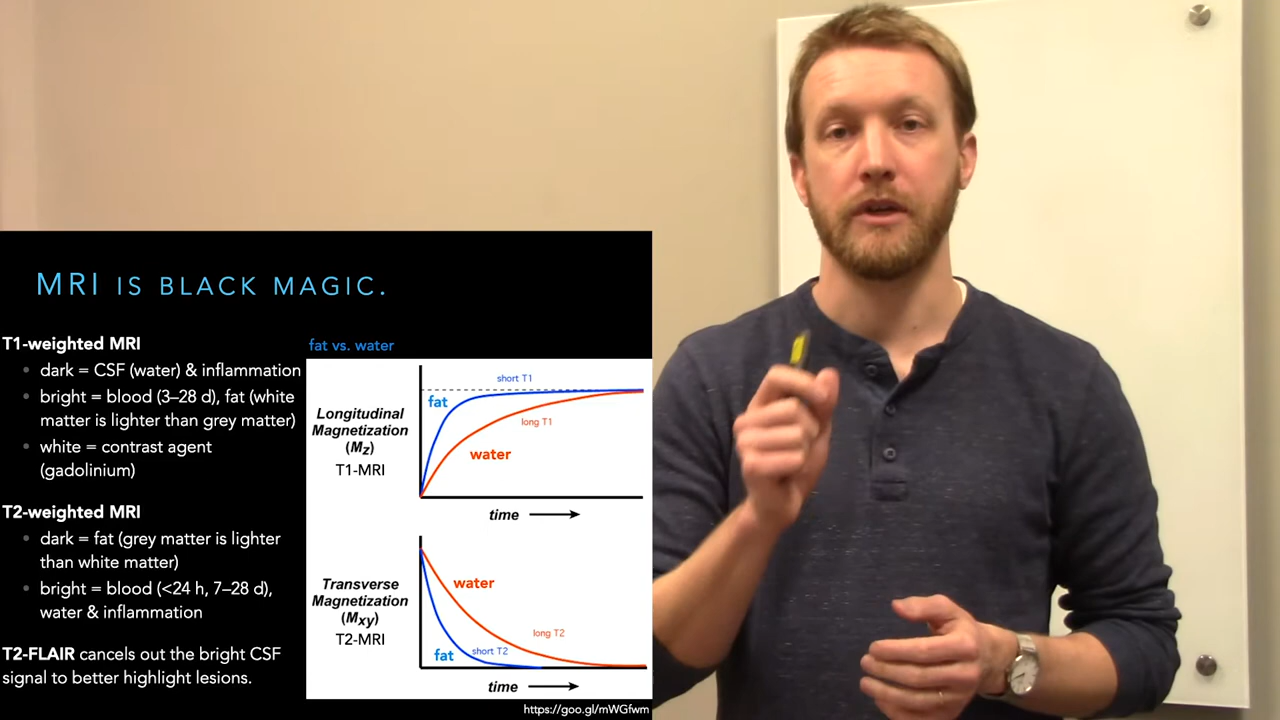 MRI IS BLACK MAGIC.
T1-weighted MRI
dark = CSF (water) & inflammation
bright = blood (3–28 d), fat (white
matter is lighter than grey matter)
white = contrast agent
(gadolinium)
T2-weighted MRI
dark = fat (grey matter is lighter
than white matter)
bright = blood (<24 h, 7–28 d),
water & inflammation
T2-FLAIR cancels out the bright CSF
signal to better highlight lesions.
fat vs. water
Longitudinal
Magnetization
(Mz)
T1-MRI
short T1
fat
long T1
water
time
Transverse
Magnetization
(Mxy)
T2-MRI
water
long T2
short T2
fat
time
https://goo.gl/mWGfwm